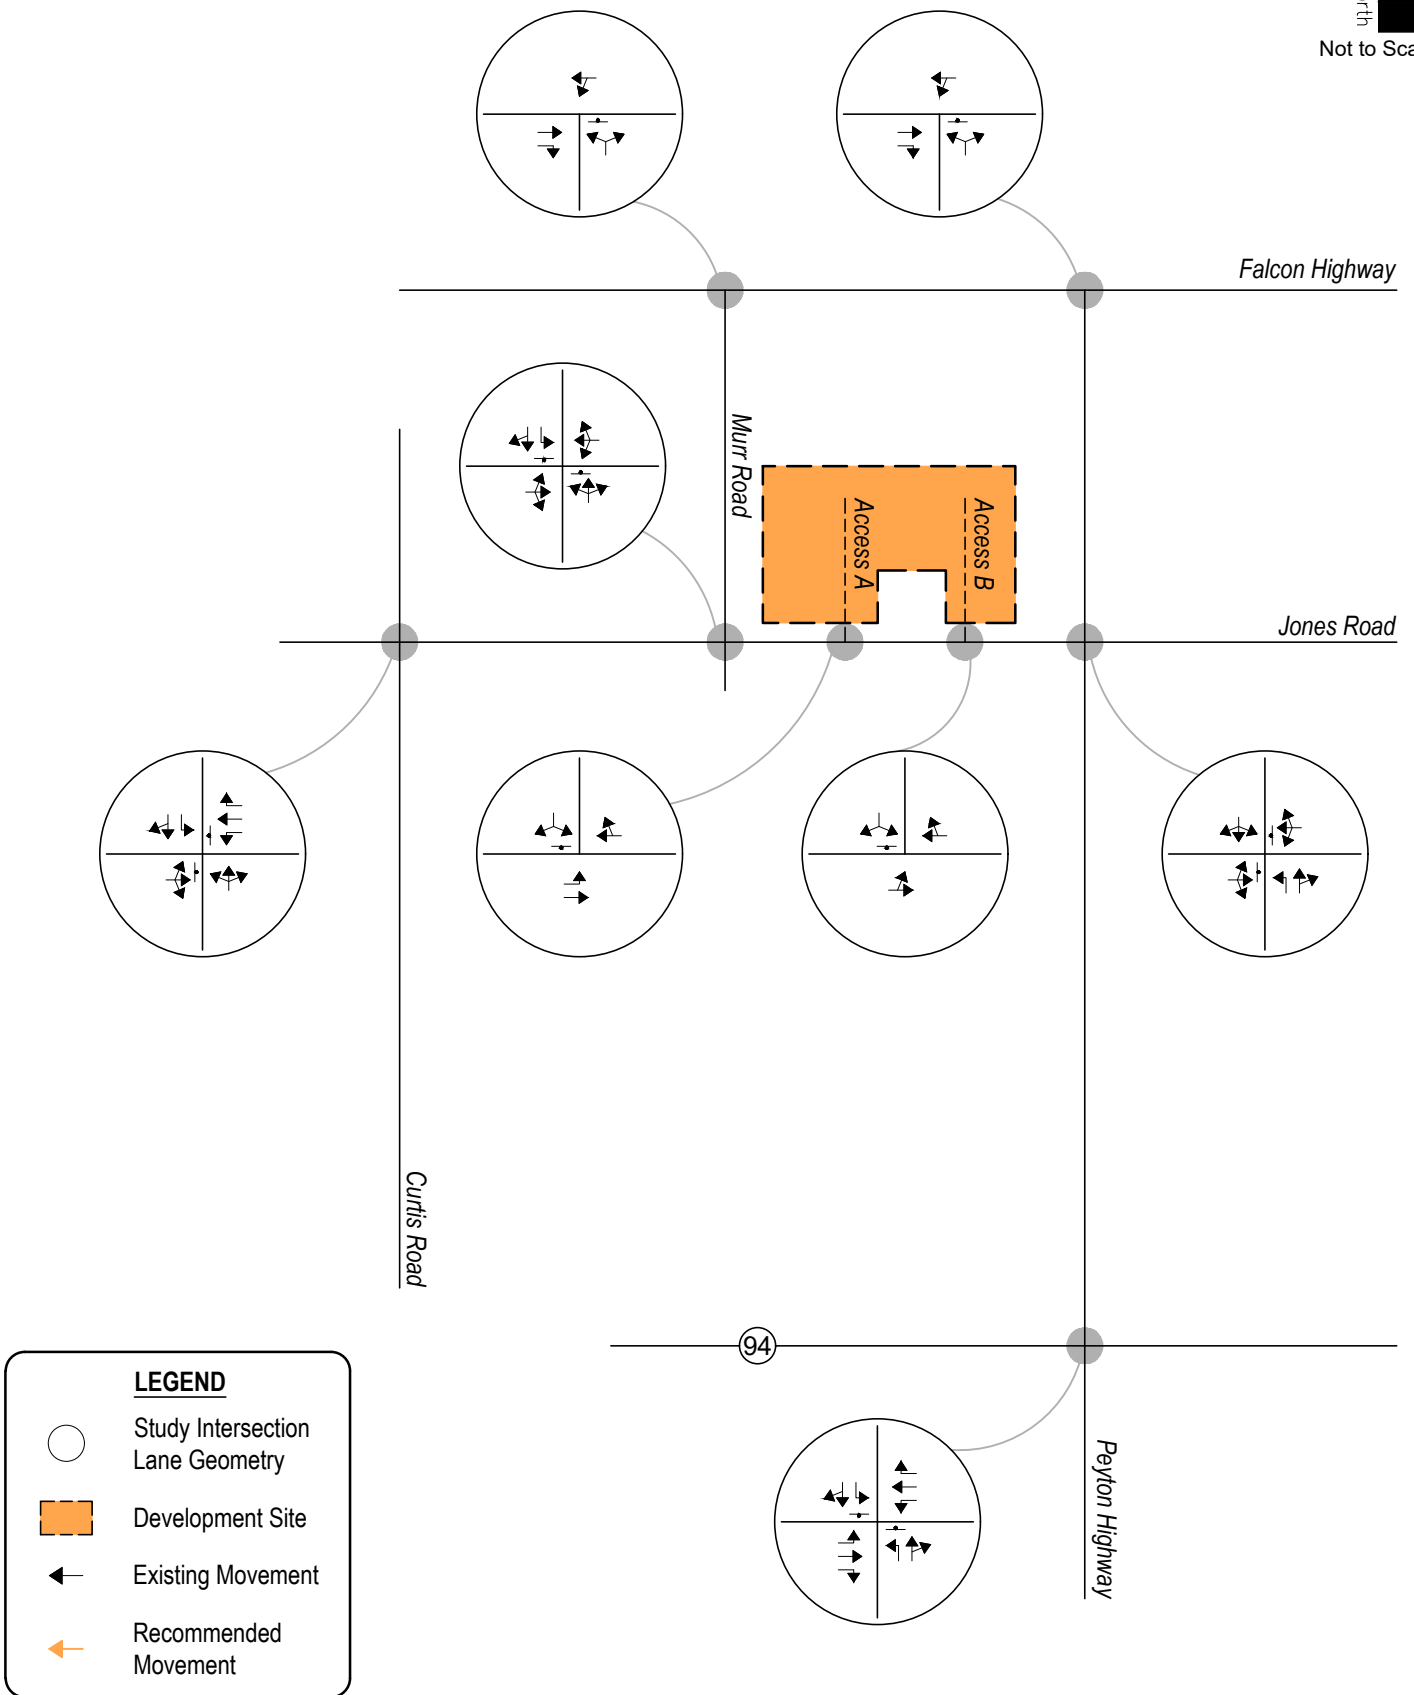 Not to Sca
Falcon Highway
Murr Road
Access A
Access B
Jones Road
Curtis Road
94
Peyton Highway
LEGEND
Study Intersection
Lane Geometry
Development Site
Existing Movement
Recommended
Movement